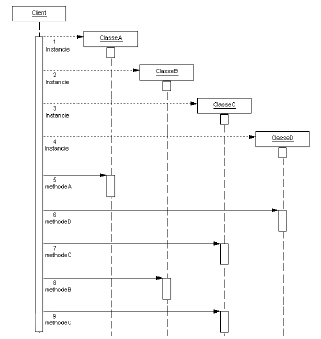 Client
ClasseA
1
Instancie
ClasseB
2
Instancie
ClasseC
3
Instancie
ClasseD
4
Instancie
5
methodeA
6
methodeD
7
methodeC
8
methodeB
9
methodeC